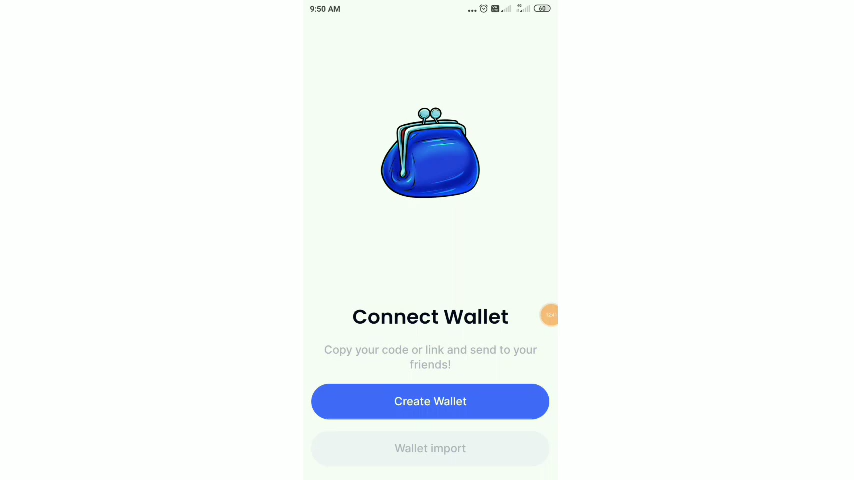 9:50 AM
60
Connect Wallet
Copy your code or link and send to your
friends!
Create Wallet
Wallet import